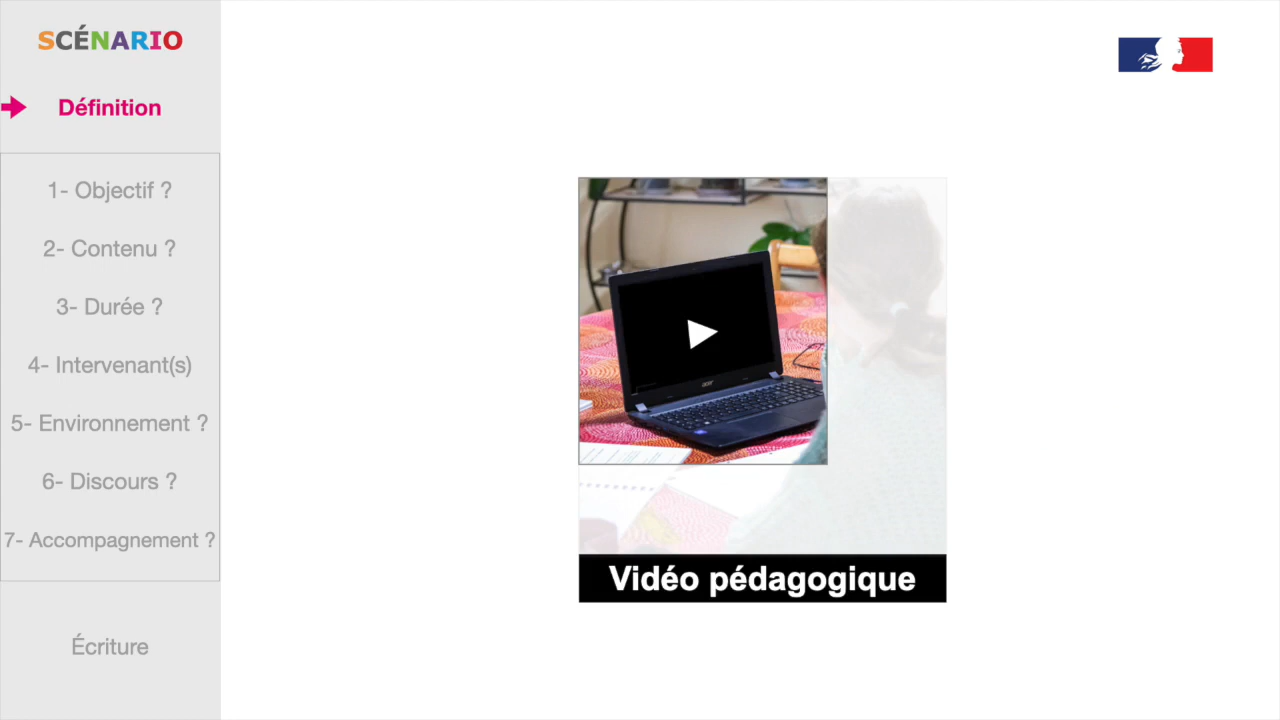 SCÉNARIO
Définition
1- Objectif ?
2- Contenu ?
3- Durée ?
4- Intervenant(s)
5- Environnement ?
6- Discours ?
7- Accompagnement ?
Écriture
acer
Vidéo pédagogique